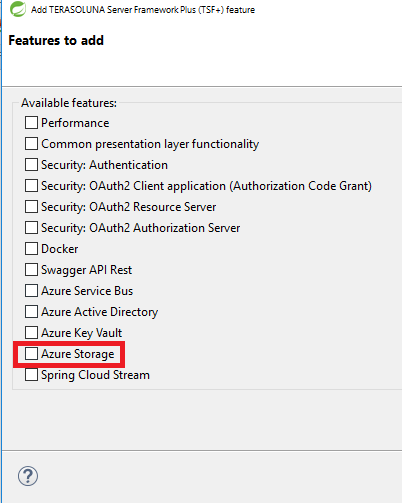 Add TERASOLUNA Server Framework Plus (TSF+) feature
Features to add
Available features:
Performance
Common presentation layer functionality
Security: Authentication
Security: OAuth2 Client application (Authorization Code Grant)
Security: OAuth2 Resource Server
Security: OAuth2 Authorization Server
Docker
Swagger API Rest
Azure Service Bus
Azure Active Directory
Azure Key Vault
Azure Storage
Spring Cloud Stream
?